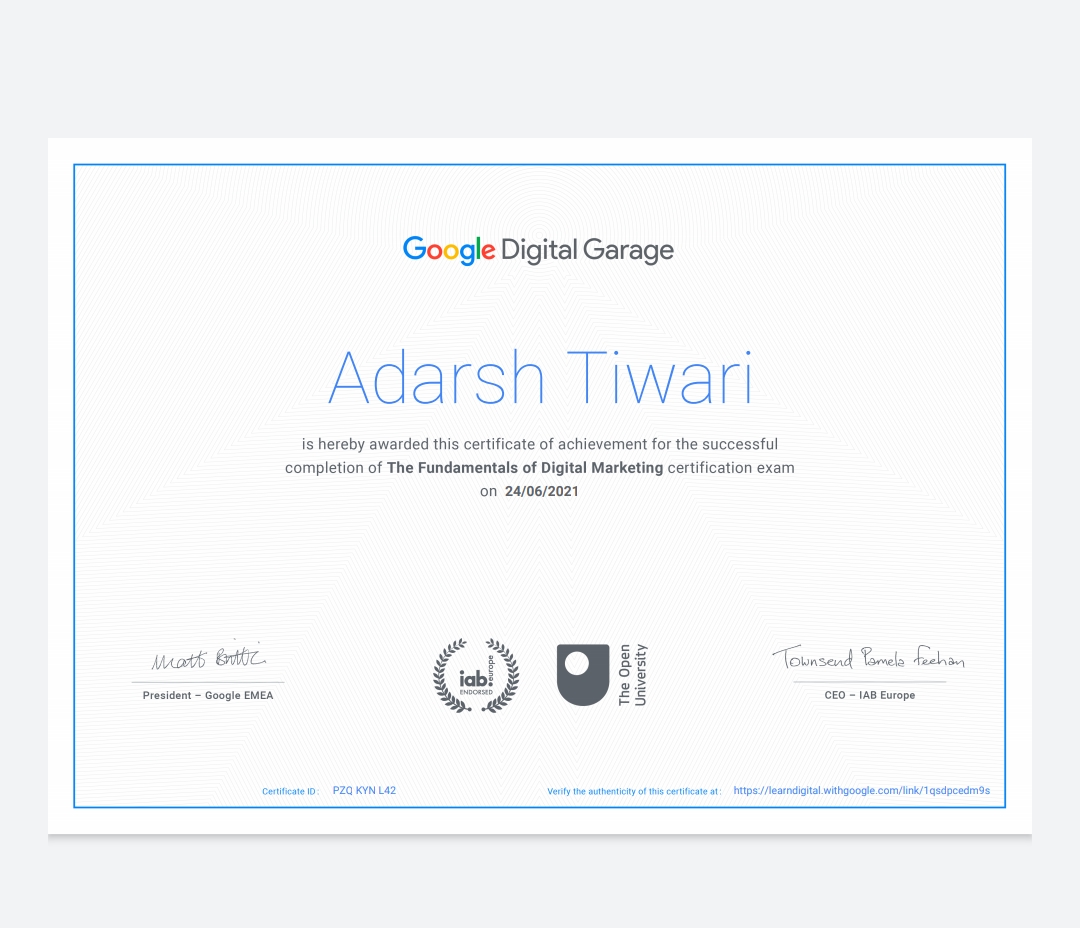 Google Digital Garage
Adarsh Tiwari
is hereby awarded this certificate of achievement for the successful
completion of The Fundamentals of Digital Marketing certification exam
on 24/06/2021
Matt Brittin
President – Google EMEA
iab.europe
ENDORSED
The Open
University
Townsend Pamela Feehan
CEO – IAB Europe
Certificate ID : PZQ KYN L42
Verify the authenticity of this certificate at : https://learndigital.withgoogle.com/link/1qsdpcedm9s